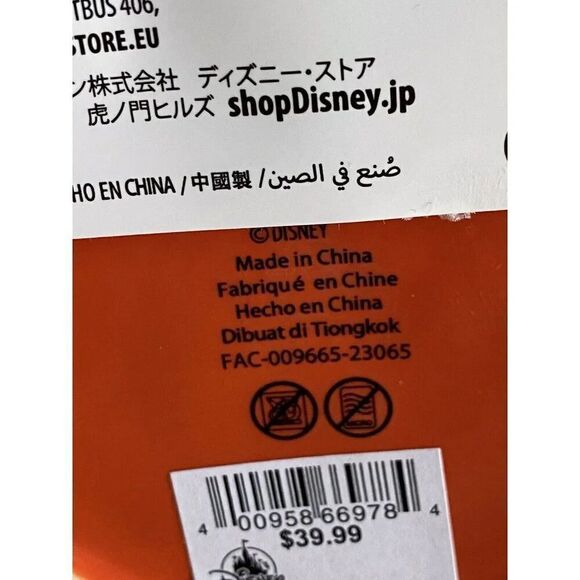 TBUS 406,
STORE.EU
ン株式会社 ディズニー・ストア
虎ノ門ヒルズ shopDisney.jp
HO EN CHINA / 中國製 / صُنع في الصين
© DISNEY
Made in China
Fabriqué en Chine
Hecho en China
Dibuat di Tiongkok
FAC-009665-23065
MICRO
4 00958 66978 4
$39.99
Disney